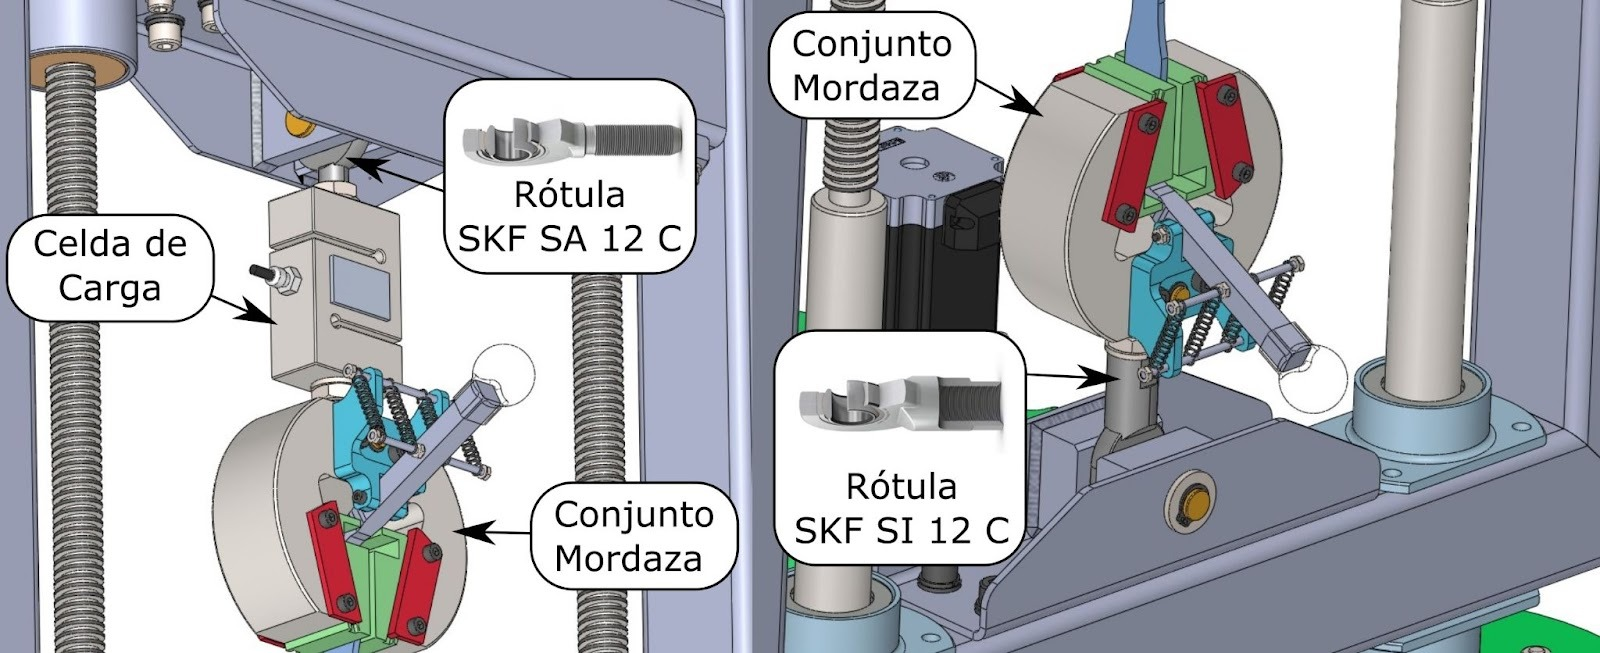 Rótula
SKF SA 12 C
Celda de
Carga
Conjunto
Mordaza
Conjunto
Mordaza
Rótula
SKF SI 12 C